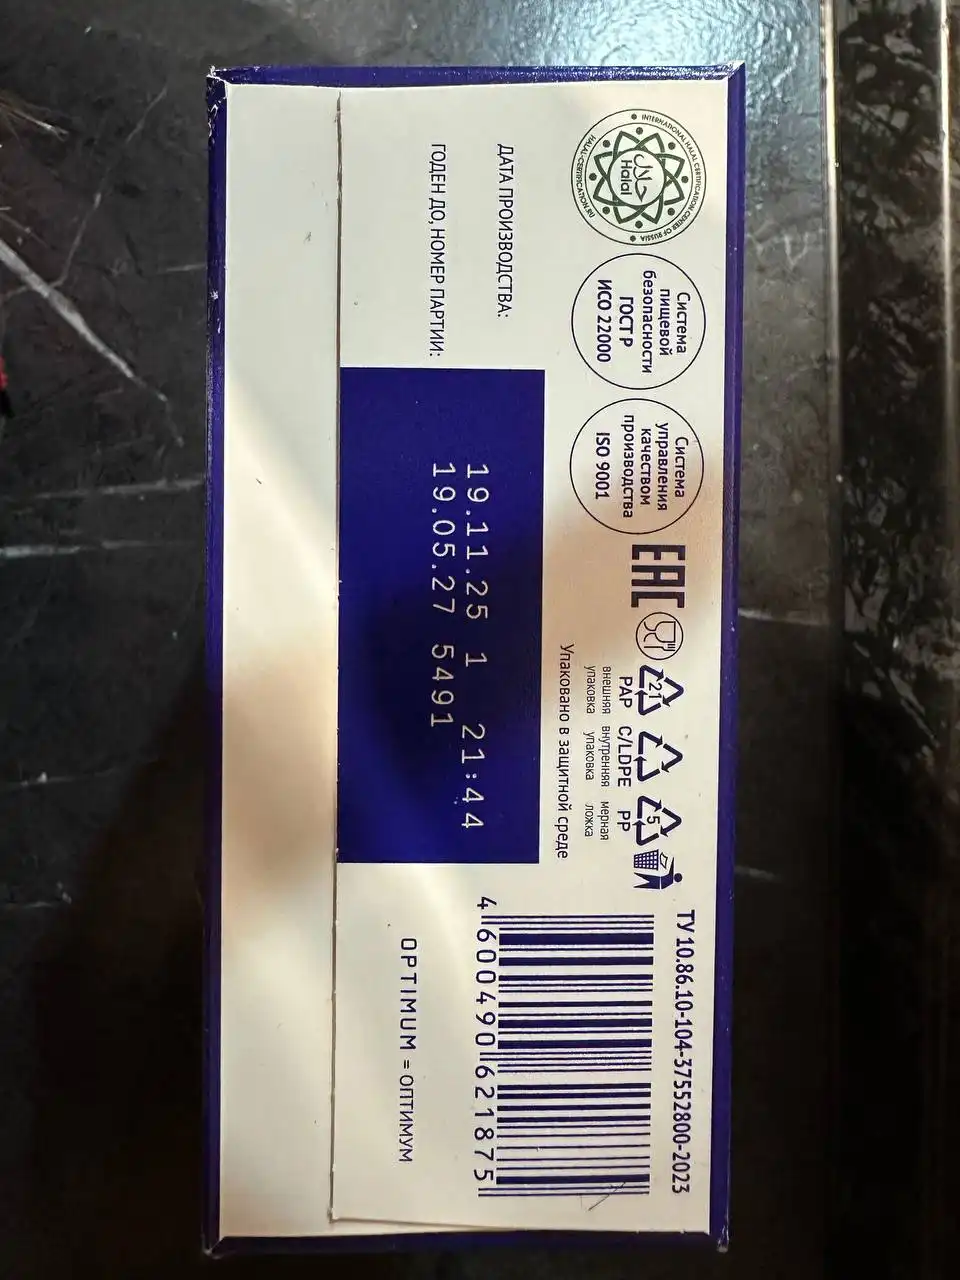 INTERNATIONAL HALAL CERTIFICATION CENTER OF RUSSIA
حلال
Halal
Система
пищевой
безопасности
ГОСТ Р
ИСО 22000
Система
управления
качеством
производства
ISO 9001
EAC
21
PAP
внешняя
упаковка
C/LDPE
внутренняя
упаковка
5
PP
мерная
ложка
ТУ 10.86.10-104-37552800-2023
Упаковано в защитной среде
ДАТА ПРОИЗВОДСТВА:
ГОДЕН ДО, НОМЕР ПАРТИИ:
19.11.25 1 21:44
19.05.27 5491
4 600490 621875
OPTIMUM = ОПТИМУМ